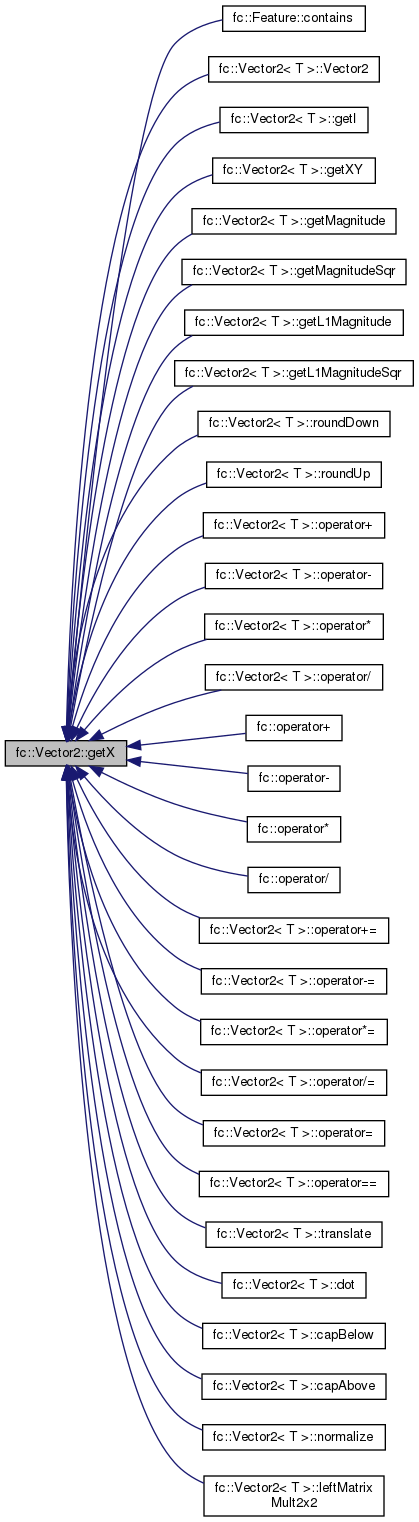 fc::Feature::contains
fc::Vector2< T >::Vector2
fc::Vector2< T >::getI
fc::Vector2< T >::getXY
fc::Vector2< T >::getMagnitude
fc::Vector2< T >::getMagnitudeSqr
fc::Vector2< T >::getL1Magnitude
fc::Vector2< T >::getL1MagnitudeSqr
fc::Vector2< T >::roundDown
fc::Vector2< T >::roundUp
fc::Vector2< T >::operator+
fc::Vector2< T >::operator-
fc::Vector2< T >::operator*
fc::Vector2< T >::operator/
fc::operator+
fc::Vector2::getX
fc::operator-
fc::operator*
fc::operator/
fc::Vector2< T >::operator+=
fc::Vector2< T >::operator-=
fc::Vector2< T >::operator*=
fc::Vector2< T >::operator/=
fc::Vector2< T >::operator=
fc::Vector2< T >::operator==
fc::Vector2< T >::translate
fc::Vector2< T >::dot
fc::Vector2< T >::capBelow
fc::Vector2< T >::capAbove
fc::Vector2< T >::normalize
fc::Vector2< T >::leftMatrix
Mult2x2